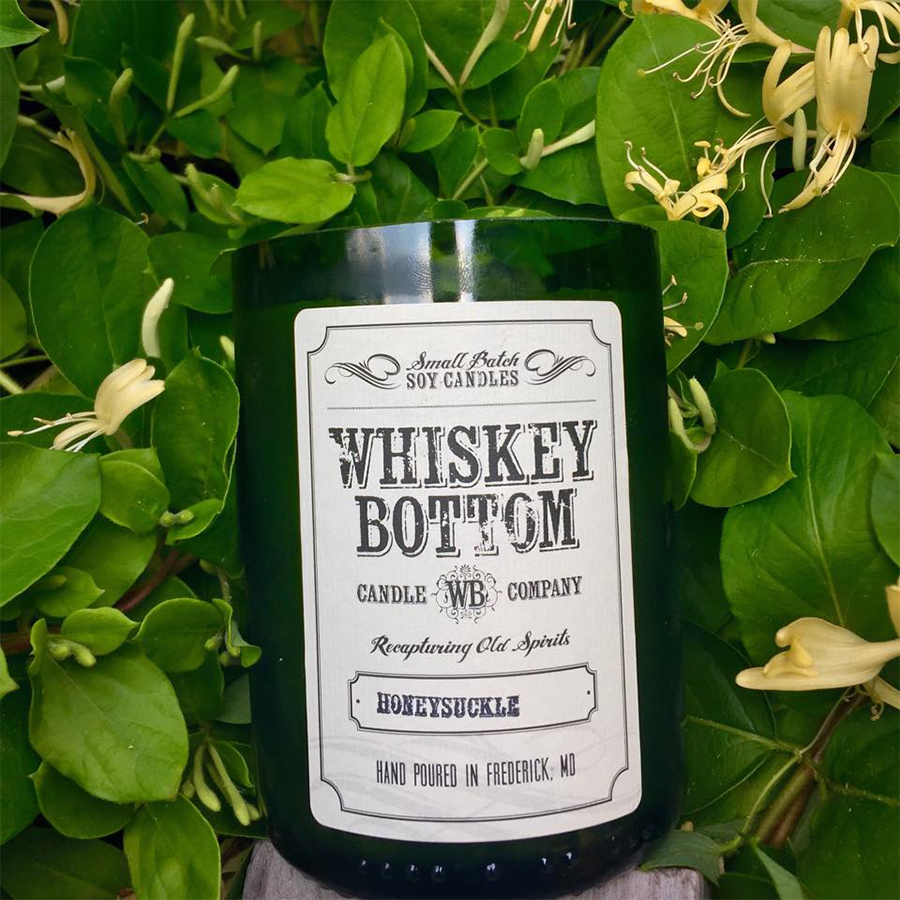 Small Batch
SOY CANDLES
WHISKEY
BOTTOM
CANDLE WB COMPANY
Recapturing Old Spirits
HONEYSUCKLE
HAND POURED IN FREDERICK, MD